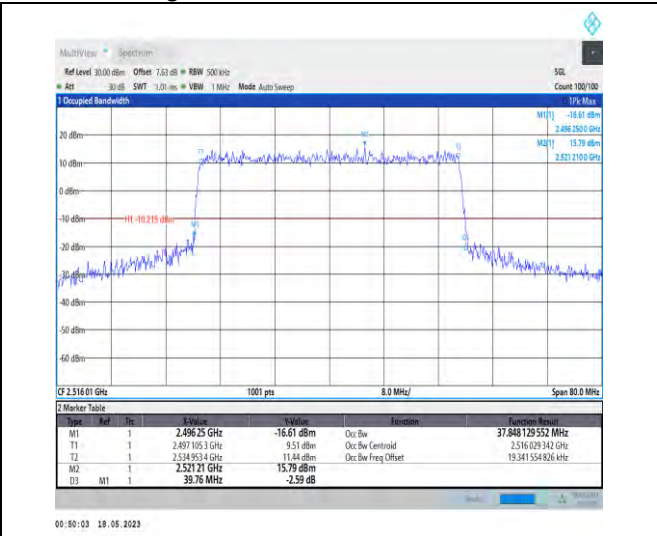 MultiView Spectrum
Ref Level 30.00 dBm Offset 7.63 dB RBW 500 kHz SGL
Att 30 dB SWT 1.01 ms VBW 1 MHz Mode Auto Sweep Count 100/100
1 Occupied Bandwidth 1Pk Max
M1[1] -16.61 dBm
2.496 2500 GHz
M2[1] 15.79 dBm
2.521 2100 GHz
20 dBm
M2
T1
10 dBm
0 dBm
-10 dBm H1 -10.215 dBm
M1
-20 dBm
-30 dBm
-40 dBm
-50 dBm
-60 dBm
CF 2.516 01 GHz 1001 pts 8.0 MHz/ Span 80.0 MHz
2 Marker Table
Type Ref Trc X-Value Y-Value Function Function Result
M1 1 2.496 25 GHz -16.61 dBm Occ Bw 37.848 129 552 MHz
T1 1 2.497 105 3 GHz 9.51 dBm Occ Bw Centroid 2.516 029 342 GHz
T2 1 2.534 953 4 GHz 11.44 dBm Occ Bw Freq Offset 19.341 554 826 kHz
M2 1 2.521 21 GHz 15.79 dBm
D3 M1 1 39.76 MHz -2.59 dB
00:50:03 18.05.2023